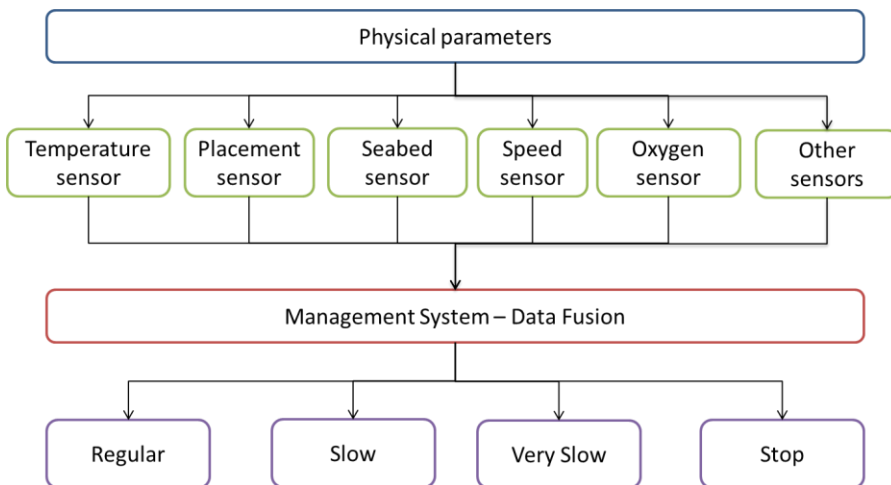 Physical parameters
Temperature
sensor
Placement
sensor
Seabed
sensor
Speed
sensor
Oxygen
sensor
Other
sensors
Management System – Data Fusion
Regular
Slow
Very Slow
Stop